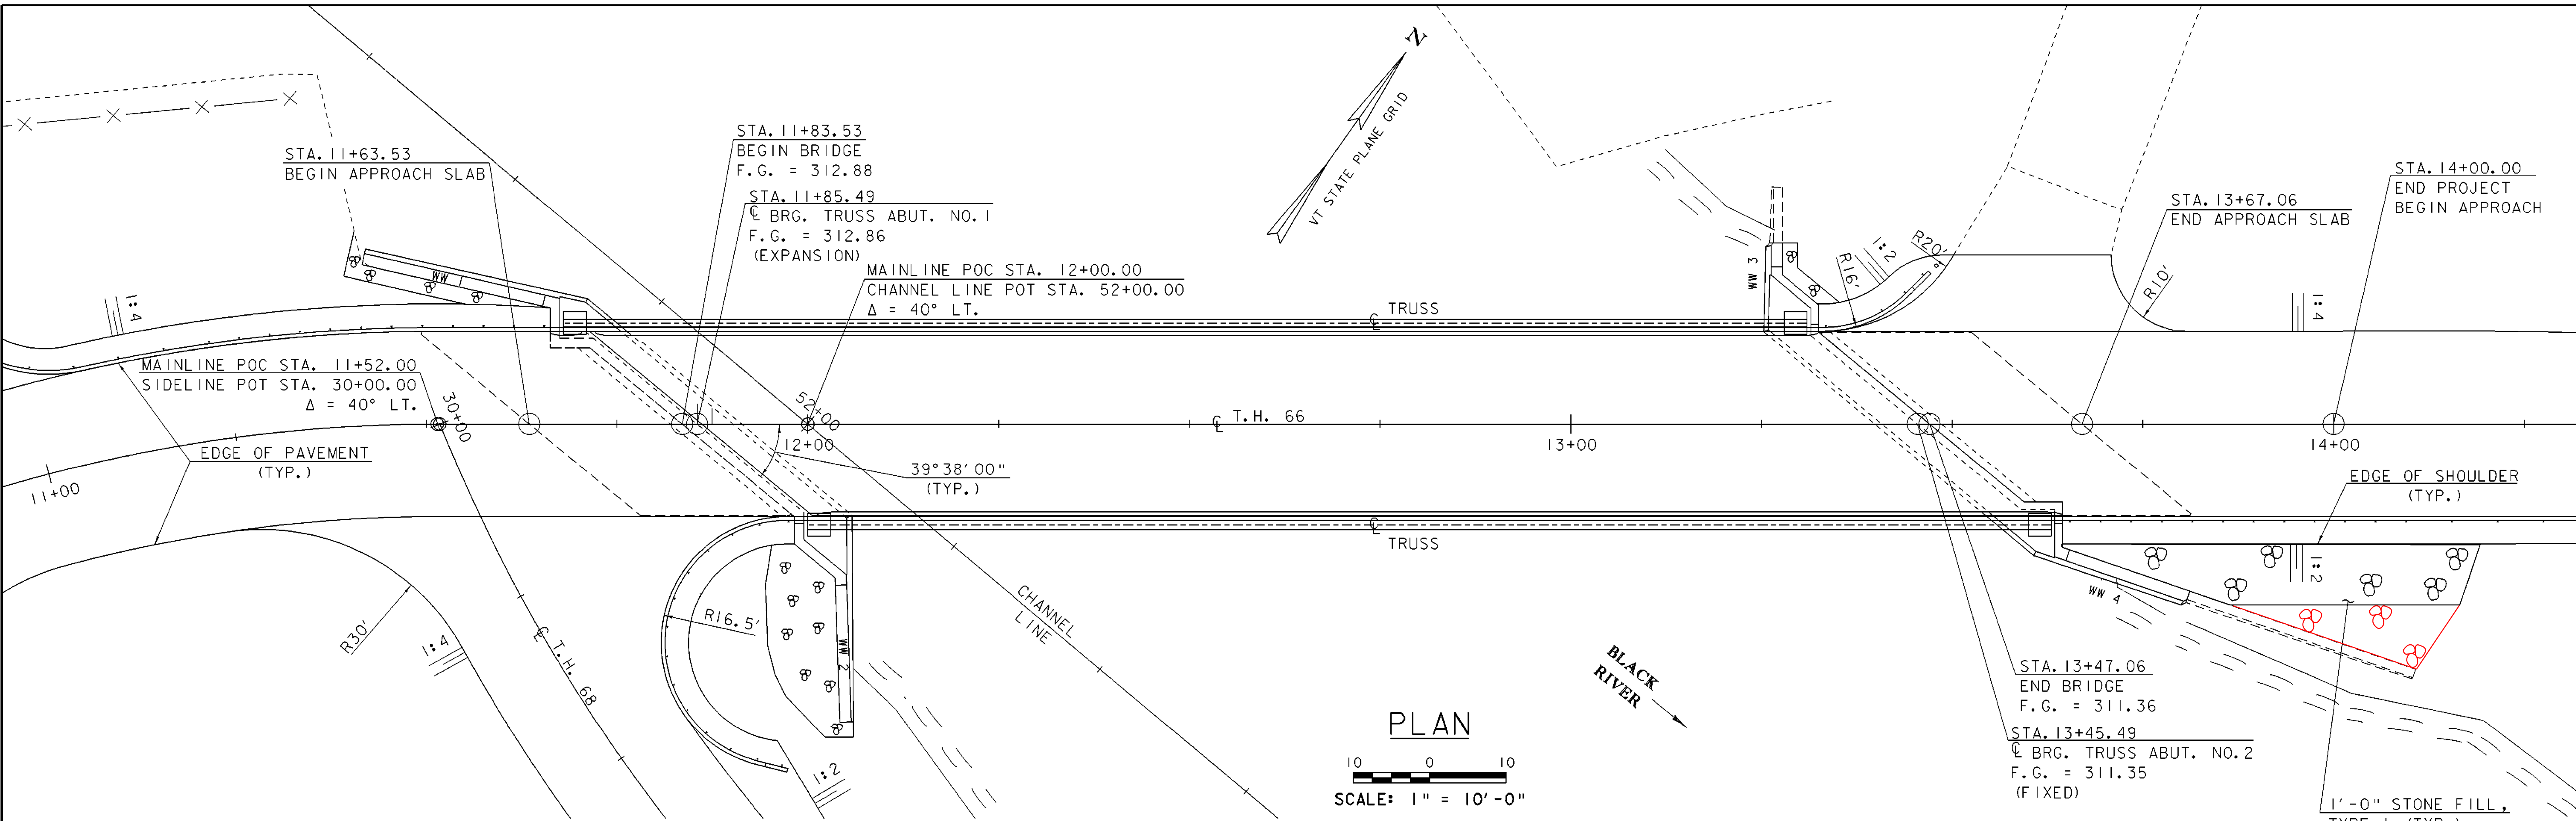 N
VT STATE PLANE GRID
STA. 11+63.53
BEGIN APPROACH SLAB
STA. 11+83.53
BEGIN BRIDGE
F.G. = 312.88
STA. 11+85.49
℄ BRG. TRUSS ABUT. NO. 1
F.G. = 312.86
(EXPANSION)
MAINLINE POC STA. 12+00.00
CHANNEL LINE POT STA. 52+00.00
Δ = 40° LT.
STA. 13+67.06
END APPROACH SLAB
STA. 14+00.00
END PROJECT
BEGIN APPROACH
WW 1
1:4
WW 3
R16'
1:2
R20'
R10'
1:4
℄ TRUSS
MAINLINE POC STA. 11+52.00
SIDELINE POT STA. 30+00.00
Δ = 40° LT.
30+00
52+00
12+00
℄ T.H. 66
13+00
14+00
EDGE OF PAVEMENT
(TYP.)
11+00
39°38'00"
(TYP.)
EDGE OF SHOULDER
(TYP.)
℄ TRUSS
1:2
WW 4
R30'
1:4
℄ T.H. 68
R16.5'
WW 2
1:2
CHANNEL
LINE
BLACK
RIVER
STA. 13+47.06
END BRIDGE
F.G. = 311.36
STA. 13+45.49
℄ BRG. TRUSS ABUT. NO. 2
F.G. = 311.35
(FIXED)
PLAN
10 0 10
SCALE: 1" = 10'-0"
1'-0" STONE FILL,
TYPE I (TYP.)